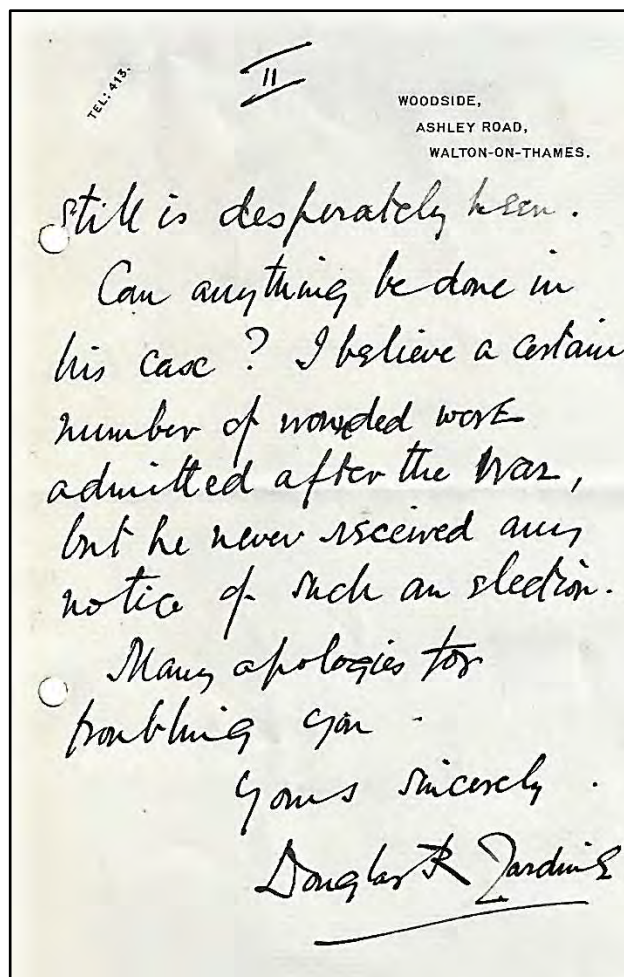 TEL: 413.
II
WOODSIDE,
ASHLEY ROAD,
WALTON-ON-THAMES.
still is desperately keen.
Can anything be done in
his case? I believe a certain
number of wounded were
admitted after the War,
but he never received any
notice of such an election.
Many apologies for
troubling you.
Yours sincerely.
Douglas R Jardine